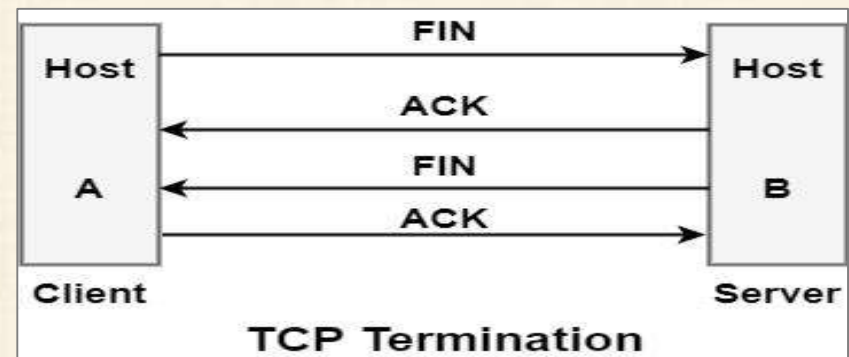 FIN
Host Host
ACK
FIN
A B
ACK
Client Server
TCP Termination